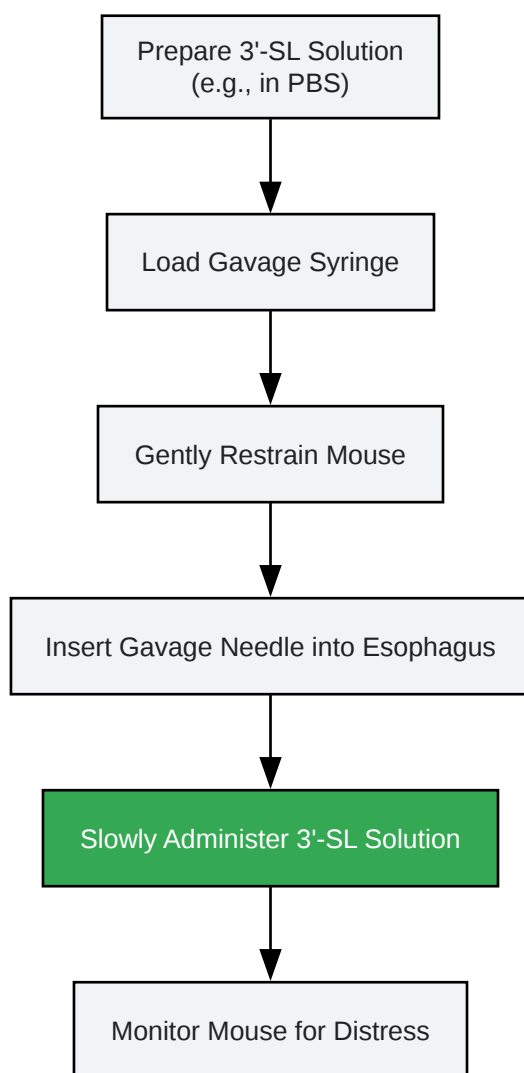 Prepare 3'-SL Solution
(e.g., in PBS)
Load Gavage Syringe
Gently Restrain Mouse
Insert Gavage Needle into Esophagus
Slowly Administer 3'-SL Solution
Monitor Mouse for Distress